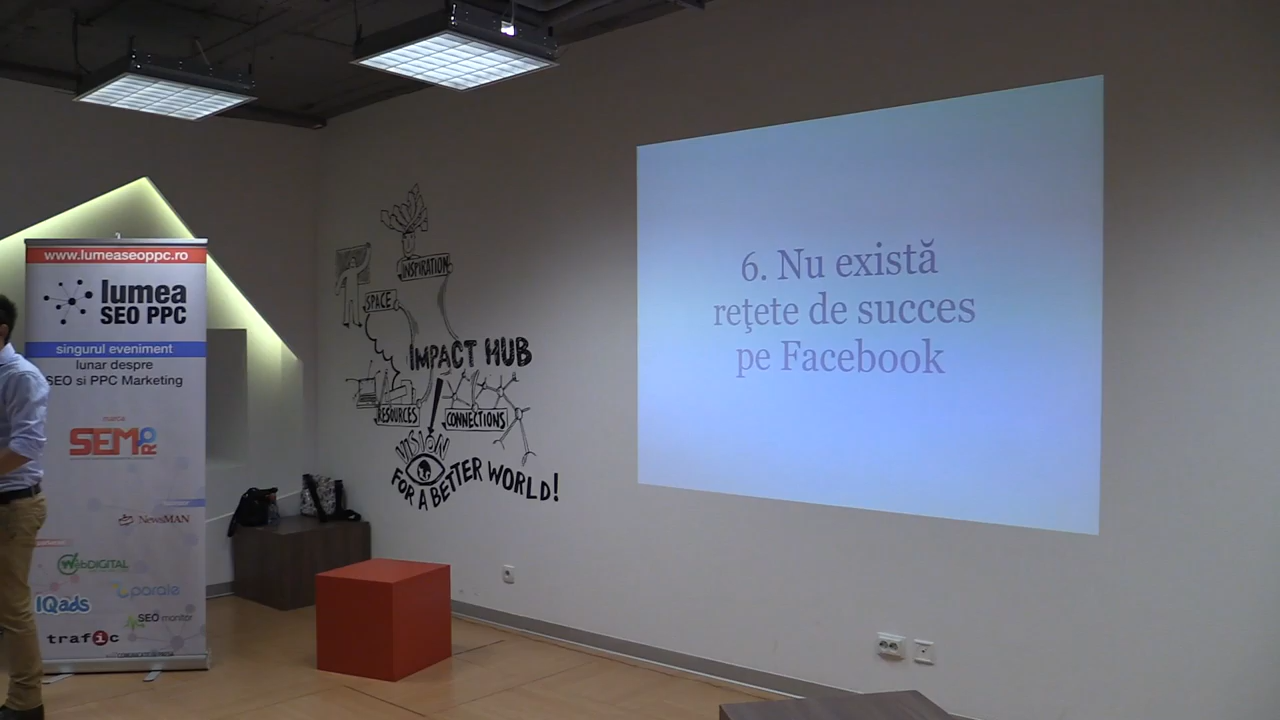 www.lumeaseoppc.ro
lumea
SEO PPC
singurul eveniment
lunar despre
SEO si PPC Marketing
marca
SEM
RO
NewsMAN
WebDIGITAL
IQads
SEO monitor
trafic
INSPIRATION
SPACE
IMPACT HUB
RESOURCES
CONNECTIONS
VISION
FOR A BETTER WORLD!
6. Nu există
reţete de succes
pe Facebook